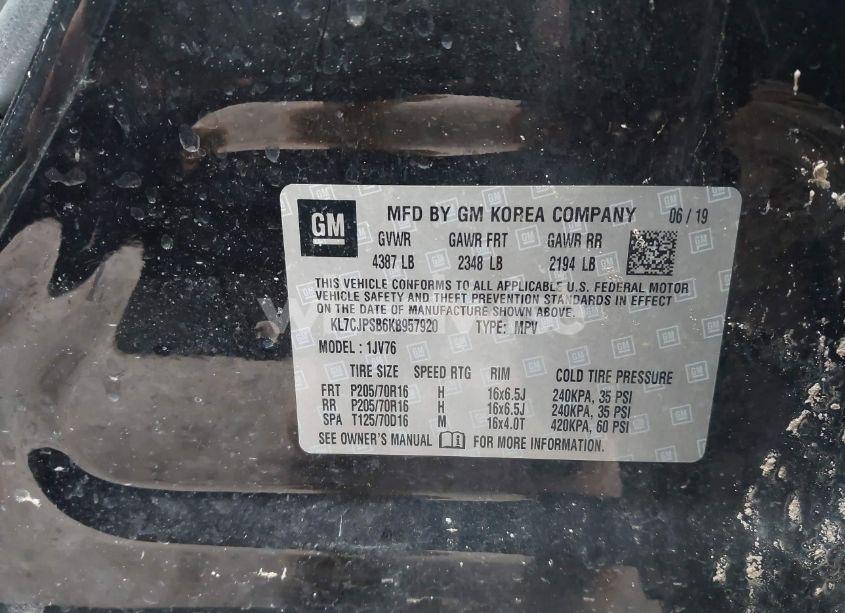 GM
MFD BY GM KOREA COMPANY 06 / 19
GVWR GAWR FRT GAWR RR
4387 LB 2348 LB 2194 LB
THIS VEHICLE CONFORMS TO ALL APPLICABLE U.S. FEDERAL MOTOR
VEHICLE SAFETY AND THEFT PREVENTION STANDARDS IN EFFECT
ON THE DATE OF MANUFACTURE SHOWN ABOVE.
KL7CJPSB6KB957920 TYPE: MPV
MODEL : 1JV76
TIRE SIZE SPEED RTG RIM COLD TIRE PRESSURE
FRT P205/70R16 H 16x6.5J 240KPA, 35 PSI
RR P205/70R16 H 16x6.5J 240KPA, 35 PSI
SPA T125/70D16 M 16x4.0T 420KPA, 60 PSI
SEE OWNER'S MANUAL FOR MORE INFORMATION.